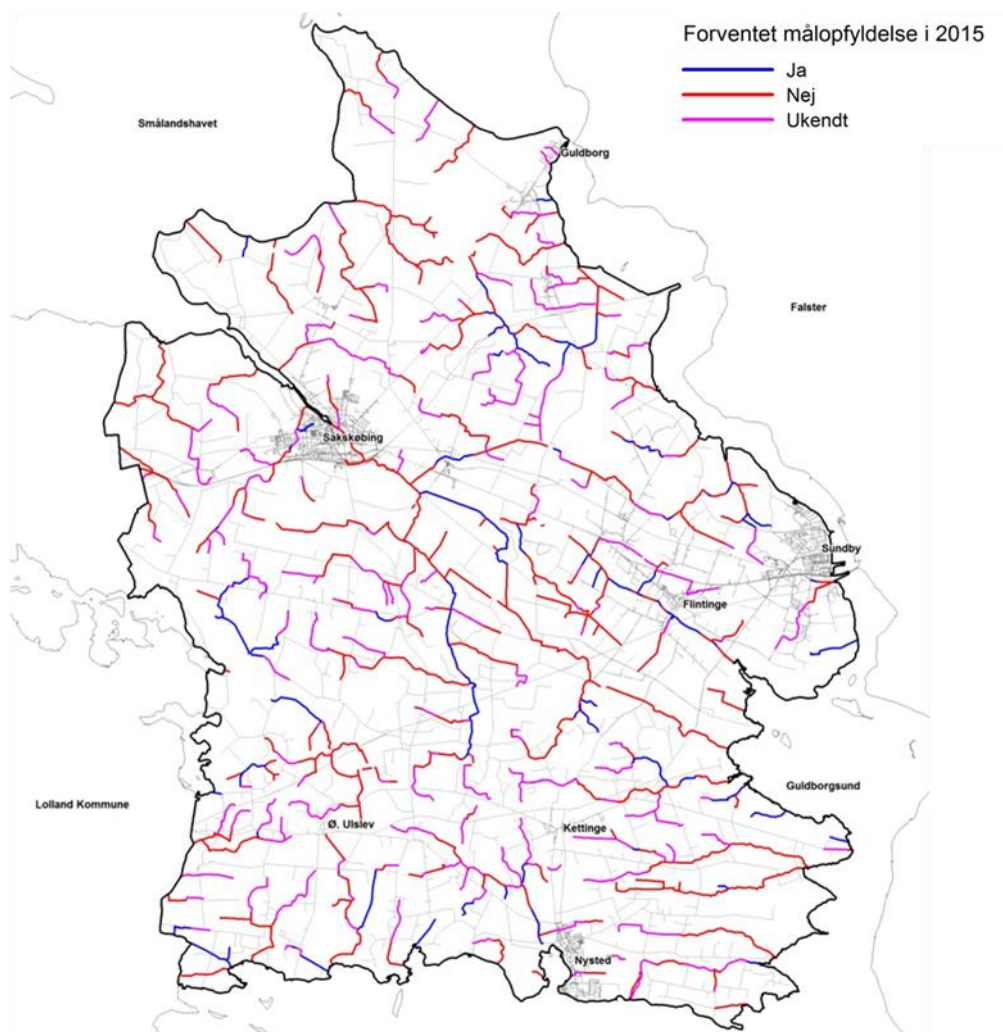 Forventet målopfyldelse i 2015
Ja
Nej
Ukendt
Smålandshavet
Guldborg
Falster
Sakskøbing
Sundby
Flintinge
Guldborgsund
Lolland Kommune
Ø. Ulslev
Kettinge
Nysted